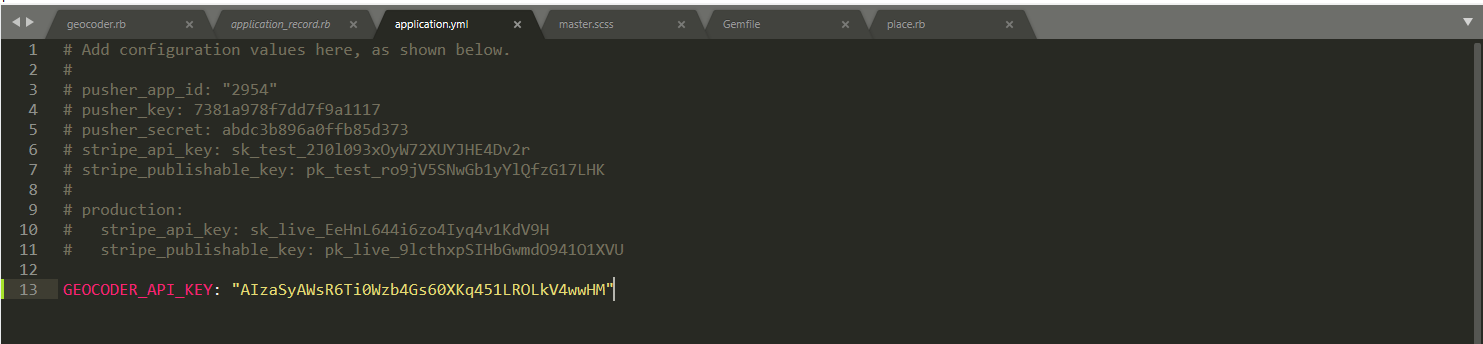 geocoder.rb
application_record.rb
application.yml
master.scss
Gemfile
place.rb
1 # Add configuration values here, as shown below.
2 #
3 # pusher_app_id: "2954"
4 # pusher_key: 7381a978f7dd7f9a1117
5 # pusher_secret: abdc3b896a0ffb85d373
6 # stripe_api_key: sk_test_2J0l093xOyW72XUYJHE4Dv2r
7 # stripe_publishable_key: pk_test_ro9jV5SNwGb1yYlQfzG17LHK
8 #
9 # production:
10 #   stripe_api_key: sk_live_EeHnL644i6zo4Iyq4v1KdV9H
11 #   stripe_publishable_key: pk_live_9lcthxpSIHbGwmdO941O1XVU
12
13 GEOCODER_API_KEY: "AIzaSyAWsR6Ti0Wzb4Gs60XKq451LROLkV4wwHM"